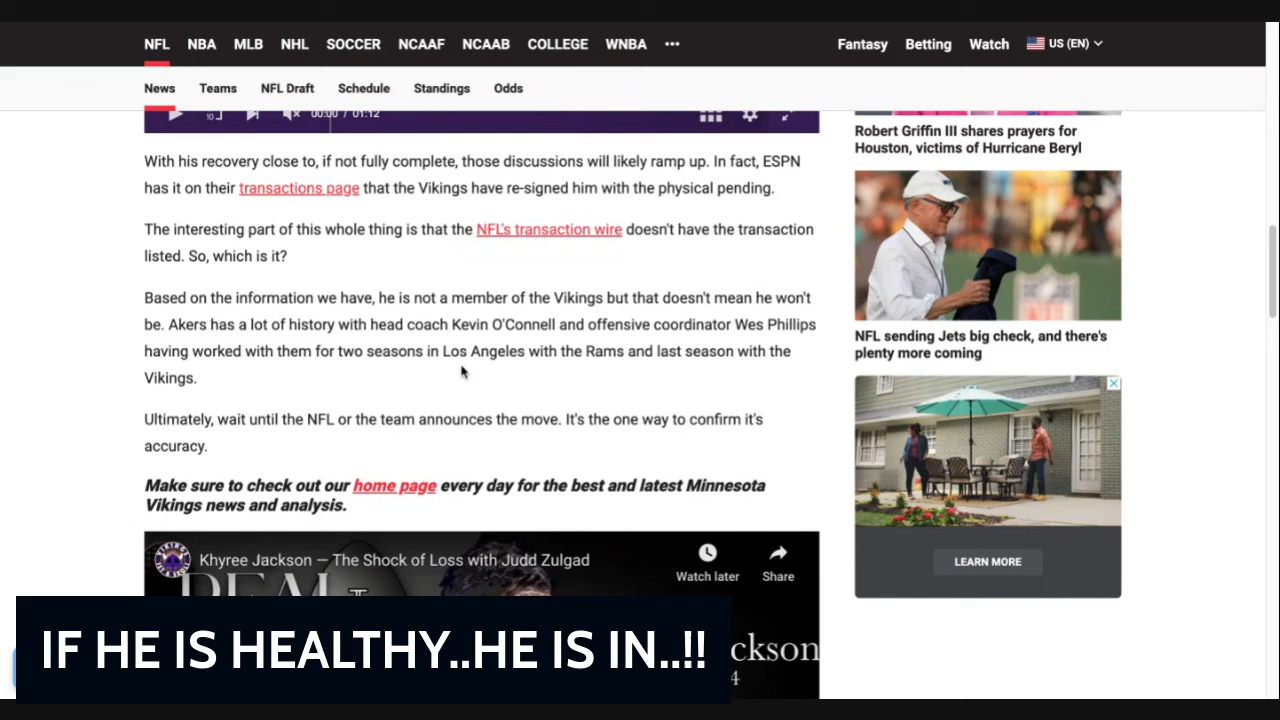 NFL NBA MLB NHL SOCCER NCAAF NCAAB COLLEGE WNBA ••• Fantasy Betting Watch US (EN)
News Teams NFL Draft Schedule Standings Odds
00:00 / 01:12
With his recovery close to, if not fully complete, those discussions will likely ramp up. In fact, ESPN
has it on their transactions page that the Vikings have re-signed him with the physical pending.
The interesting part of this whole thing is that the NFL's transaction wire doesn't have the transaction
listed. So, which is it?
Based on the information we have, he is not a member of the Vikings but that doesn't mean he won't
be. Akers has a lot of history with head coach Kevin O'Connell and offensive coordinator Wes Phillips
having worked with them for two seasons in Los Angeles with the Rams and last season with the
Vikings.
Ultimately, wait until the NFL or the team announces the move. It's the one way to confirm it's
accuracy.
Make sure to check out our home page every day for the best and latest Minnesota
Vikings news and analysis.
Khyree Jackson — The Shock of Loss with Judd Zulgad
Watch later Share
ckson
4
IF HE IS HEALTHY..HE IS IN..!!
Robert Griffin III shares prayers for
Houston, victims of Hurricane Beryl
NFL sending Jets big check, and there's
plenty more coming
LEARN MORE